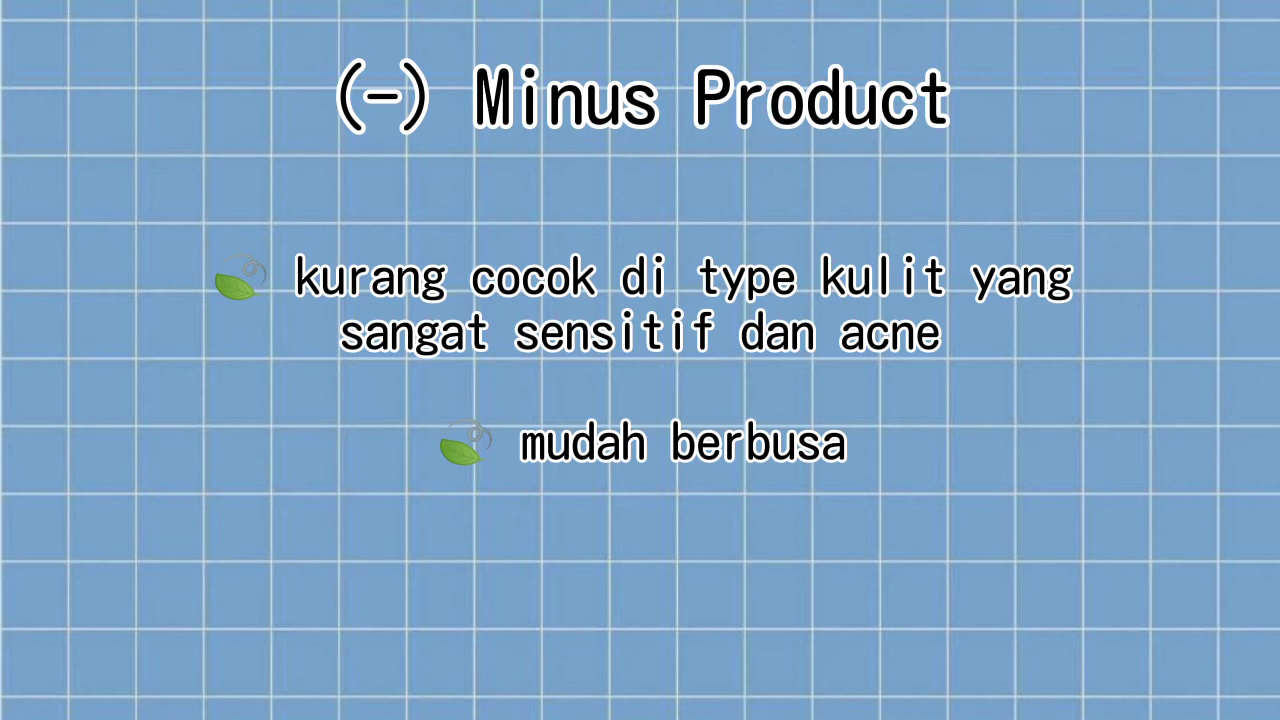 (-) Minus Product
kurang cocok di type kulit yang
sangat sensitif dan acne
mudah berbusa